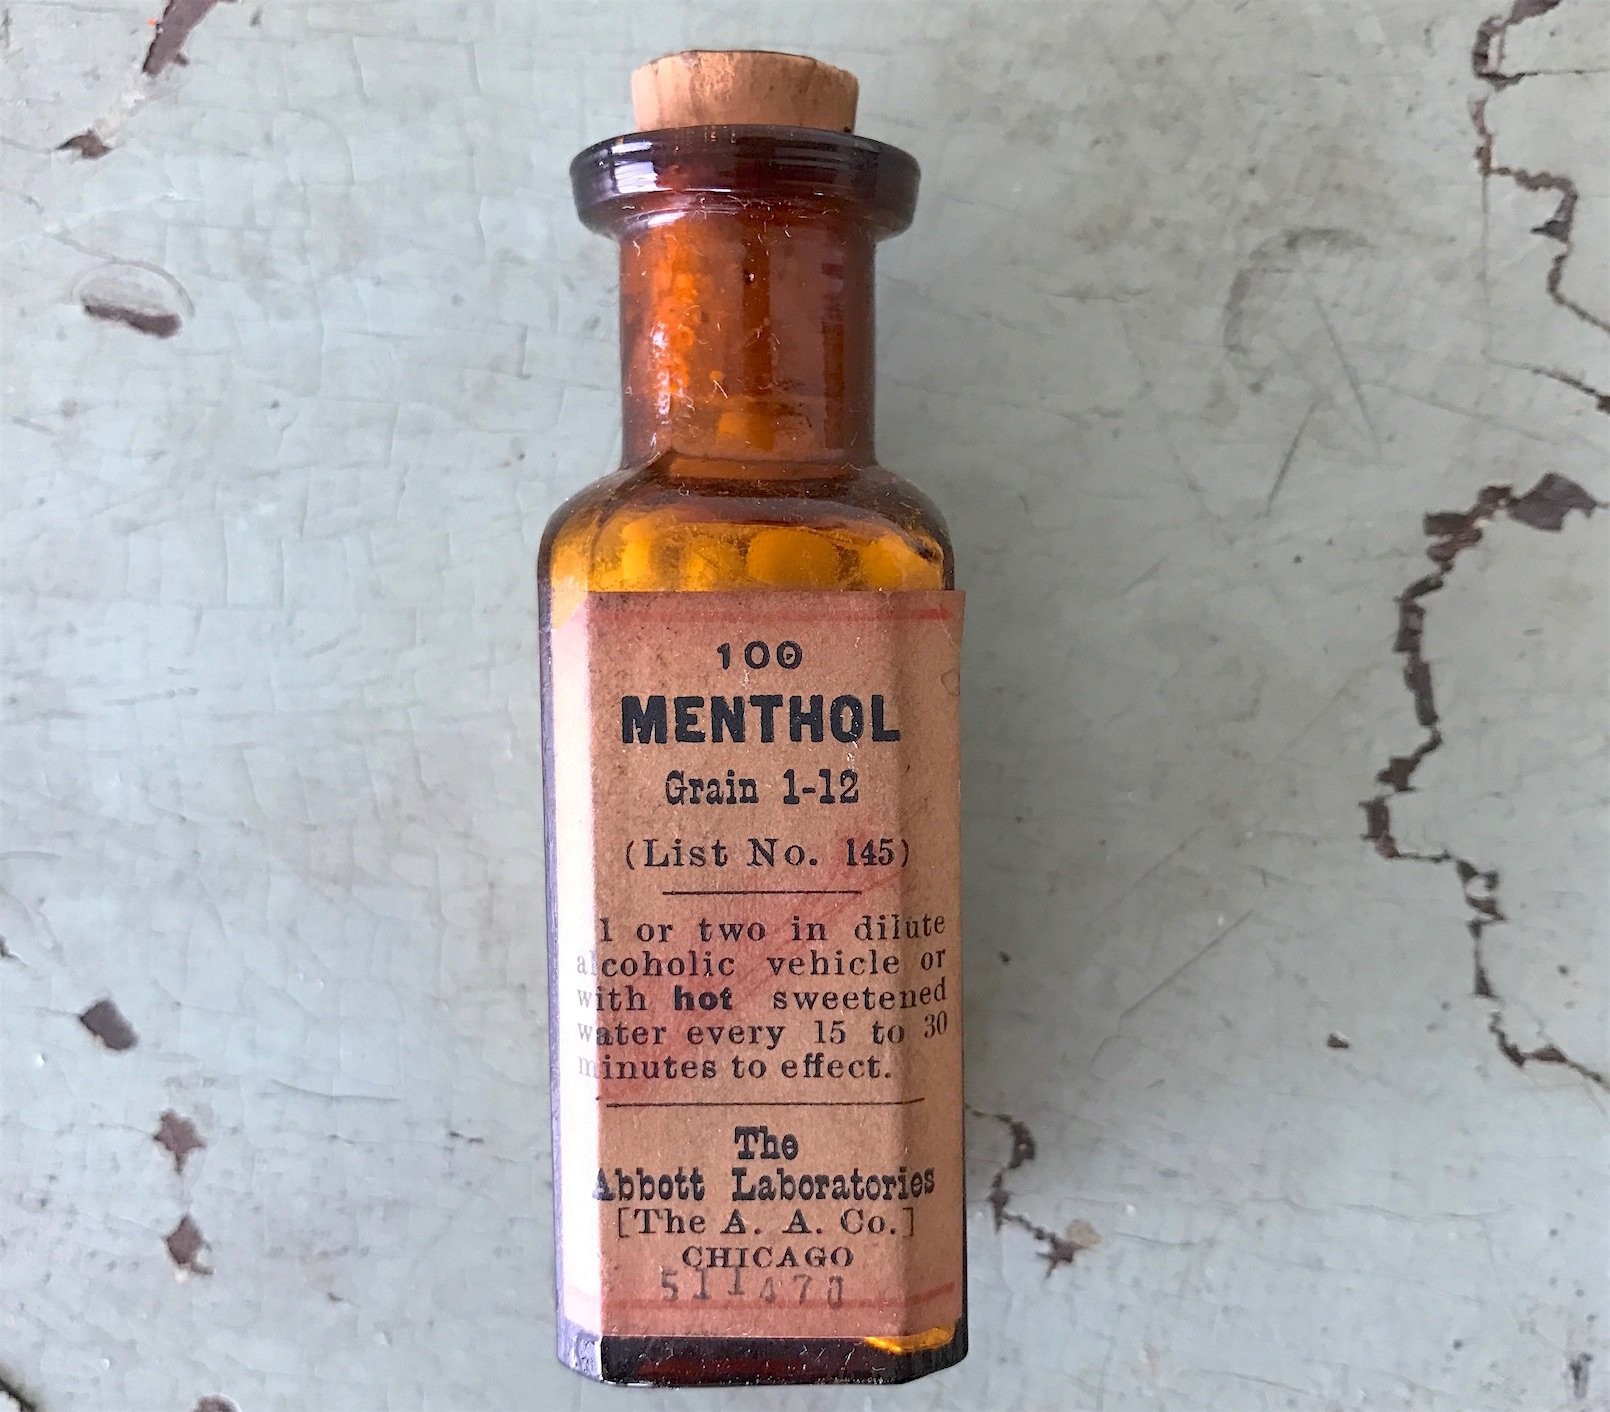 100
MENTHOL
Grain 1-12
(List No. 145)
1 or two in dilute
alcoholic vehicle or
with hot sweetened
water every 15 to 30
minutes to effect.
The
Abbott Laboratories
[The A. A. Co.]
CHICAGO